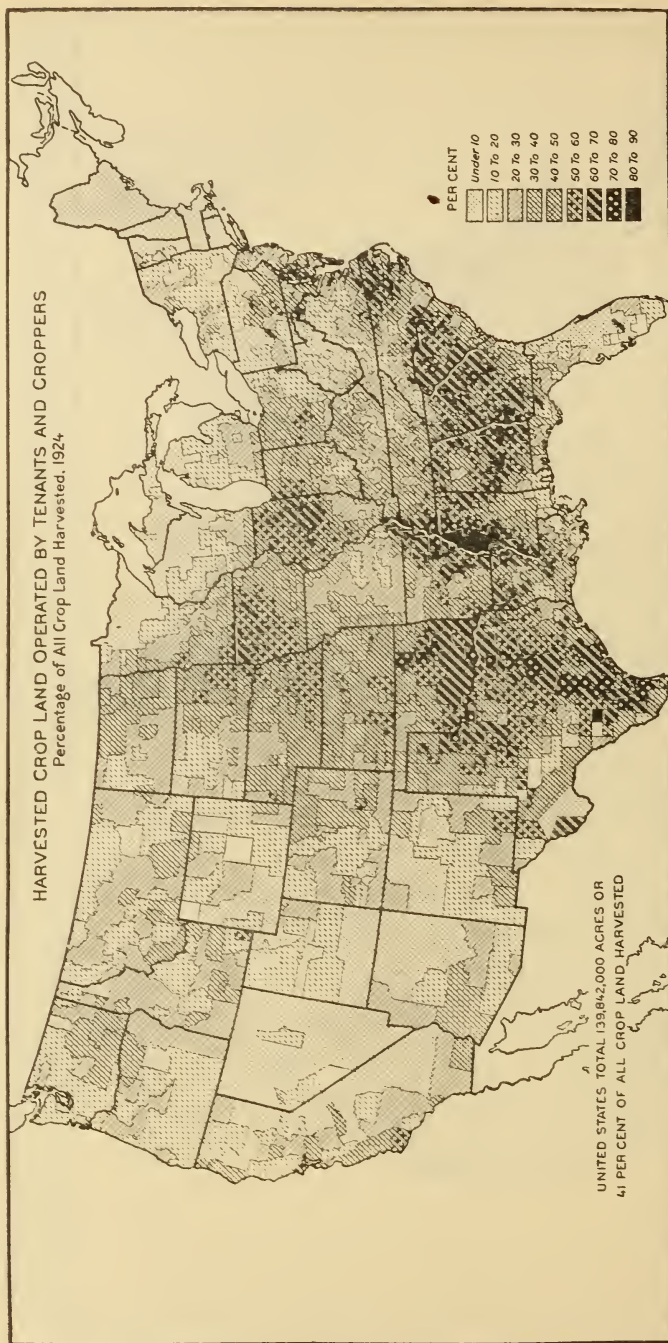 HARVESTED CROP LAND OPERATED BY TENANTS AND CROPPERS
Percentage of All Crop Land Harvested, 1924
PER CENT
Under 10
10 To 20
20 To 30
30 To 40
40 To 50
50 To 60
60 To 70
70 To 80
80 To 90
UNITED STATES TOTAL 139,842,000 ACRES OR
41 PER CENT OF ALL CROP LAND HARVESTED